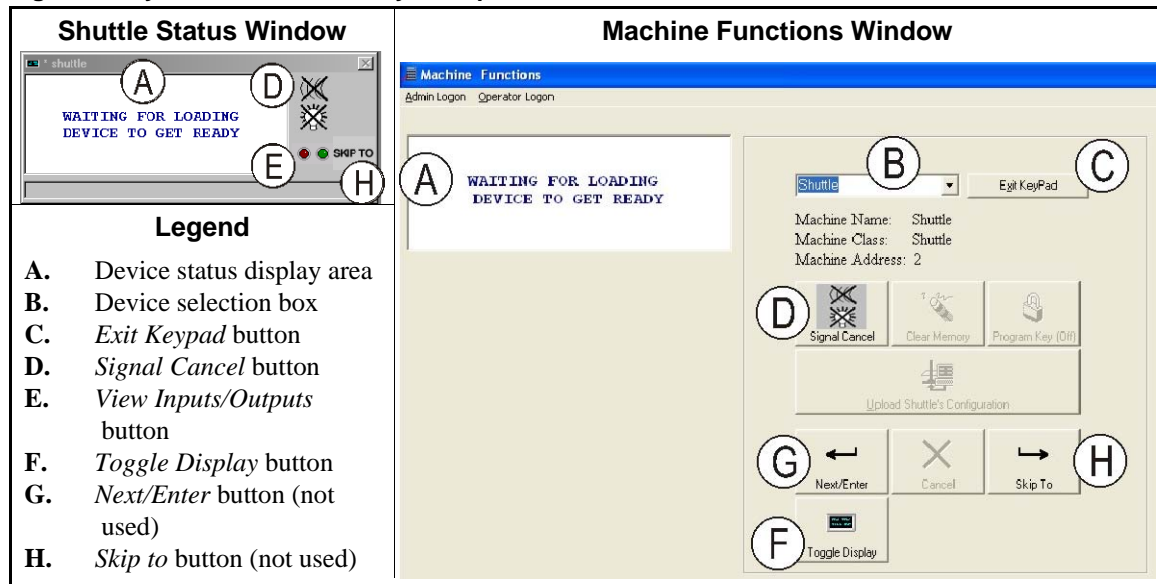 Shuttle Status Window
* shuttle
A
D
WAITING FOR LOADING
DEVICE TO GET READY
E
SKIP TO
H
Legend
A. Device status display area
B. Device selection box
C. Exit Keypad button
D. Signal Cancel button
E. View Inputs/Outputs
button
F. Toggle Display button
G. Next/Enter button (not
used)
H. Skip to button (not used)
Machine Functions Window
Machine Functions
Admin Logon Operator Logon
A
WAITING FOR LOADING
DEVICE TO GET READY
B
C
Shuttle
Exit KeyPad
Machine Name: Shuttle
Machine Class: Shuttle
Machine Address: 2
D
Signal Cancel
Clear Memory
Program Key (Off)
Upload Shuttle's Configuration
G
H
Next/Enter
Cancel
Skip To
F
Toggle Display